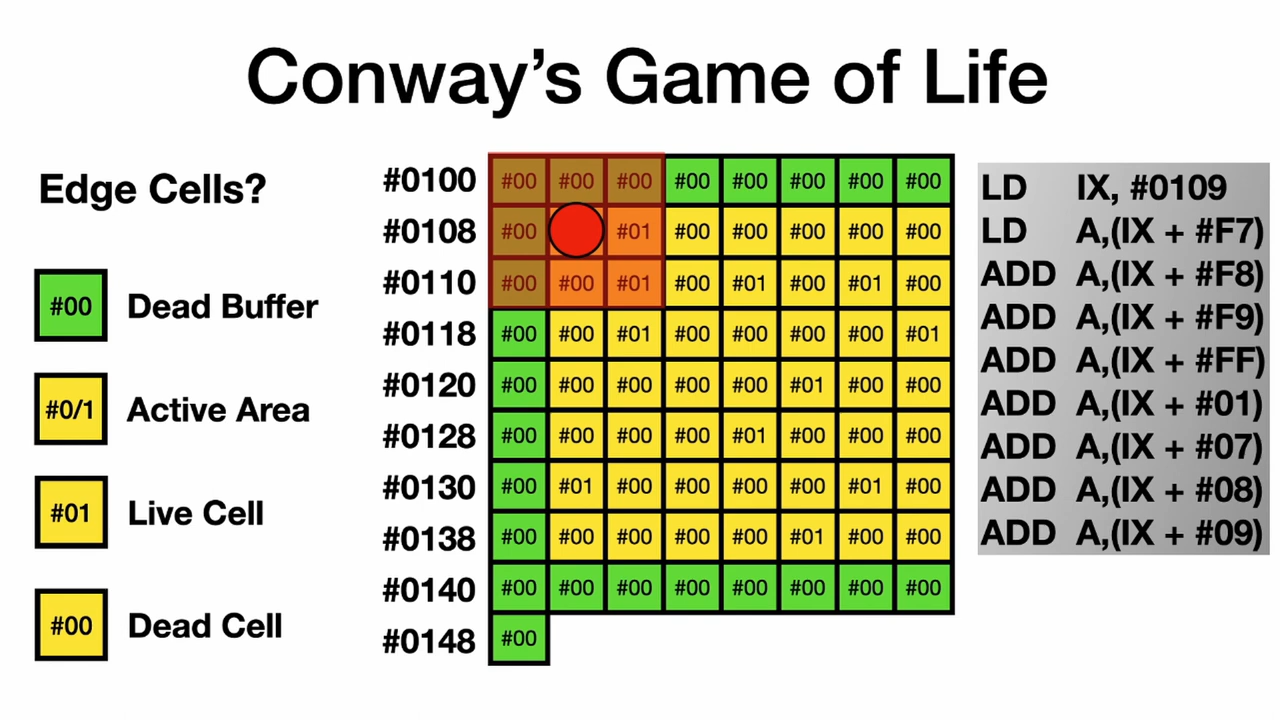 Conway's Game of Life
Edge Cells?
#00 Dead Buffer
#0/1 Active Area
#01 Live Cell
#00 Dead Cell
#0100 #00 #00 #00 #00 #00 #00 #00 #00
#0108 #00 #01 #00 #00 #00 #00 #00
#0110 #00 #00 #01 #00 #01 #00 #01 #00
#0118 #00 #00 #01 #00 #00 #00 #00 #01
#0120 #00 #00 #00 #00 #00 #01 #00 #00
#0128 #00 #00 #00 #00 #01 #00 #00 #00
#0130 #00 #01 #00 #00 #00 #00 #01 #00
#0138 #00 #00 #00 #00 #00 #01 #00 #00
#0140 #00 #00 #00 #00 #00 #00 #00 #00
#0148 #00
LD IX, #0109
LD A,(IX + #F7)
ADD A,(IX + #F8)
ADD A,(IX + #F9)
ADD A,(IX + #FF)
ADD A,(IX + #01)
ADD A,(IX + #07)
ADD A,(IX + #08)
ADD A,(IX + #09)